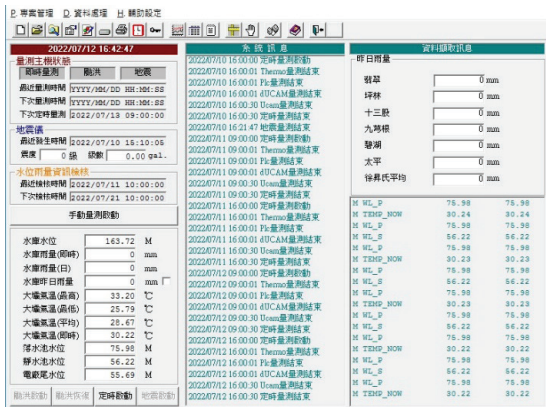 P. 專案管理 D. 資料處理 H. 輔助設定
2022/07/12 16:42:47
量測主機狀態
即時量測 颱洪 地震
最近量測時間 YYYY/MM/DD HH:MM:SS
下次量測時間 YYYY/MM/DD HH:MM:SS
下次定時量測 2022/07/13 09:00:00
地震儀
最近發生時間 2022/07/10 15:10:05
震度 0 級 級數 0.00 gal.
水位雨量資訊檢核
最近檢核時間 2022/07/11 10:00:00
下次檢核時間 2022/07/21 10:00:00
手動量測啟動
水庫水位 163.72 M
水庫雨量(即時) 0 mm
水庫雨量(日) 0 mm
水庫昨日雨量 0 mm
大壩氣溫(最高) 33.20 ℃
大壩氣溫(最低) 25.79 ℃
大壩氣溫(平均) 28.67 ℃
大壩氣溫(即時) 30.22 ℃
池水位 75.98 M
靜水池水位 56.22 M
電廠尾水位 55.69 M
颱洪啟動 颱洪恢復 定時啟動 地震啟動
系統訊息
2022/07/10 16:00:00 定時量測啟動
2022/07/10 16:00:01 Thermo量測結束
2022/07/10 16:00:01 Plc量測結束
2022/07/10 16:00:01 dUCAM量測結束
2022/07/10 16:00:30 Ucam量測結束
2022/07/10 16:00:30 定時量測結束
2022/07/10 16:21:47 地震量測結束
2022/07/11 09:00:00 定時量測啟動
2022/07/11 09:00:01 Thermo量測結束
2022/07/11 09:00:01 Plc量測結束
2022/07/11 09:00:01 dUCAM量測結束
2022/07/11 09:00:30 Ucam量測結束
2022/07/11 09:00:30 定時量測結束
2022/07/11 16:00:00 定時量測啟動
2022/07/11 16:00:01 Thermo量測結束
2022/07/11 16:00:01 Plc量測結束
2022/07/11 16:00:01 dUCAM量測結束
2022/07/11 16:00:30 Ucam量測結束
2022/07/11 16:00:30 定時量測結束
2022/07/12 09:00:00 定時量測啟動
2022/07/12 09:00:01 Thermo量測結束
2022/07/12 09:00:01 Plc量測結束
2022/07/12 09:00:01 dUCAM量測結束
2022/07/12 09:00:30 Ucam量測結束
2022/07/12 09:00:30 定時量測結束
2022/07/12 16:00:00 定時量測啟動
2022/07/12 16:00:01 Thermo量測結束
2022/07/12 16:00:01 Plc量測結束
2022/07/12 16:00:01 dUCAM量測結束
2022/07/12 16:00:30 Ucam量測結束
2022/07/12 16:00:30 定時量測結束
資料擷取訊息
昨日雨量
翡翠 0 mm
坪林 0 mm
十三股 0 mm
九芎根 0 mm
碧湖 0 mm
太平 0 mm
徐昇氏平均 0 mm
M WL_P 75.98 75.98
M TEMP_NOW 30.24 30.24
M WL_S 56.22 56.22
M WL_P 75.98 75.98
M TEMP_NOW 30.23 30.23
M WL_P 75.98 75.98
M WL_S 56.22 56.22
M WL_P 75.98 75.98
M TEMP_NOW 30.23 30.23
M WL_P 75.98 75.98
M WL_S 56.22 56.22
M WL_P 75.98 75.98
M TEMP_NOW 30.22 30.22
M WL_P 75.98 75.98
M WL_S 56.22 56.22
M WL_P 75.98 75.98
M TEMP_NOW 30.22 30.22